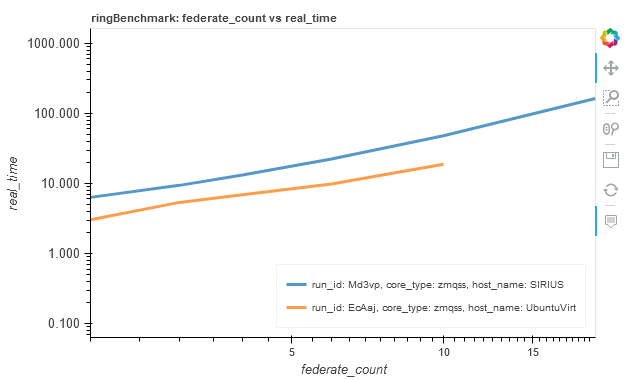 ringBenchmark: federate_count vs real_time
1000.000
100.000
10.000
1.000
0.100
real_time
5
10
15
federate_count
run_id: Md3vp, core_type: zmqss, host_name: SIRIUS
run_id: EcAaj, core_type: zmqss, host_name: UbuntuVirt